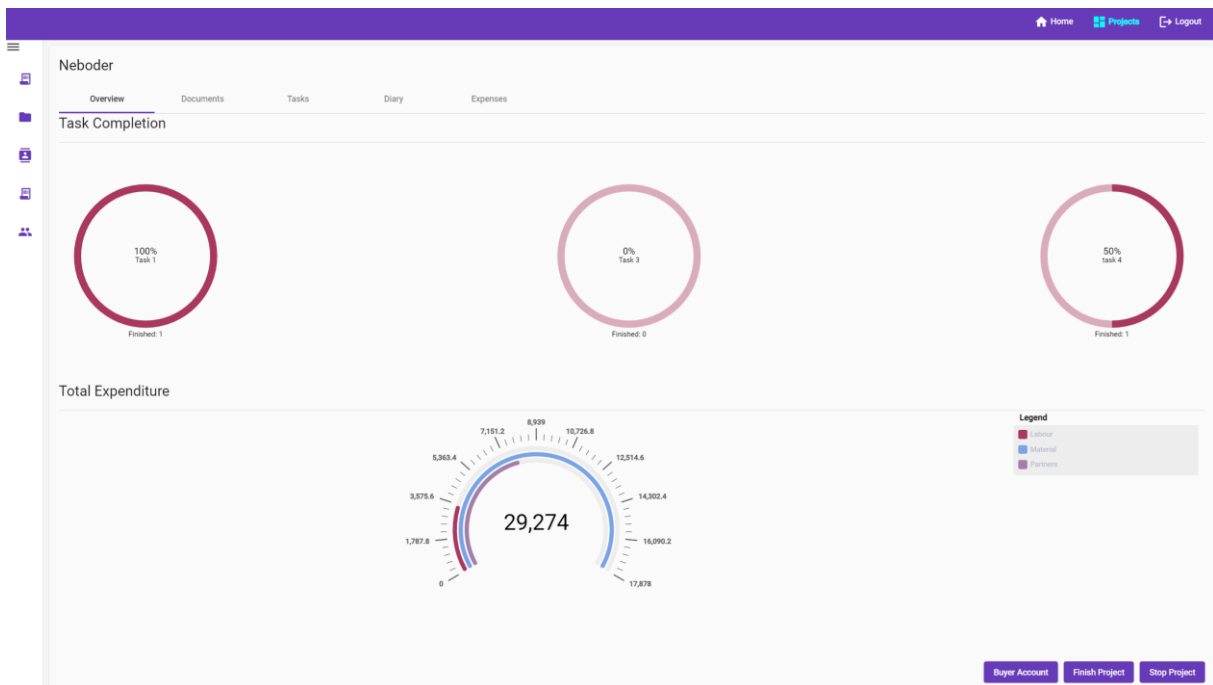 Home Projects Logout
Neboder
Overview Documents Tasks Diary Expenses
Task Completion
100%
Task 1
Finished: 1
0%
Task 3
Finished: 0
50%
task 4
Finished: 1
Total Expenditure
0
1,787.8
3,575.6
5,363.4
7,151.2
8,939
10,726.8
12,514.6
14,302.4
16,090.2
17,878
29,274
Legend
Labour
Material
Partners
Buyer Account Finish Project Stop Project